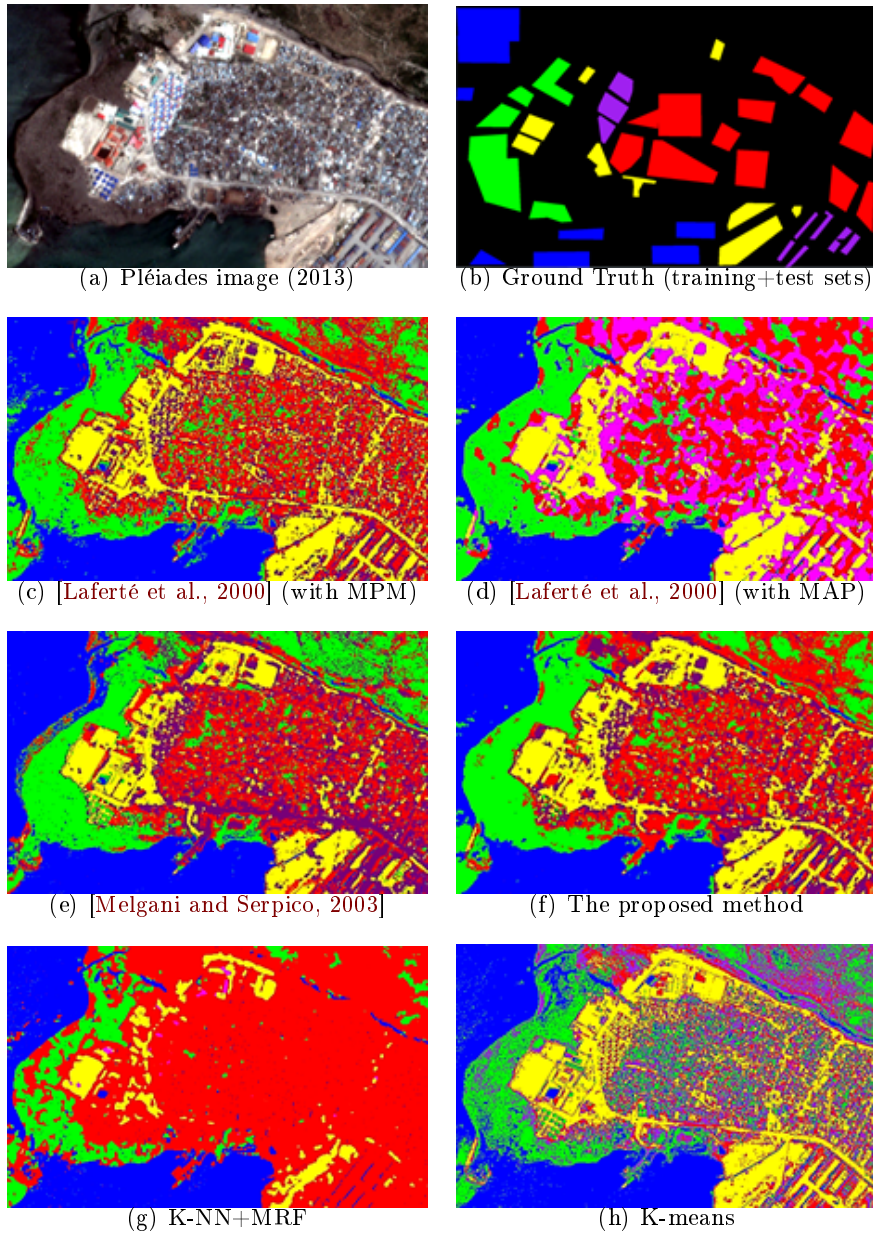 (a) Pléiades image (2013)
(b) Ground Truth (training+test sets)
(c) [Laferté et al., 2000] (with MPM)
(d) [Laferté et al., 2000] (with MAP)
(e) [Melgani and Serpico, 2003]
(f) The proposed method
(g) K-NN+MRF
(h) K-means